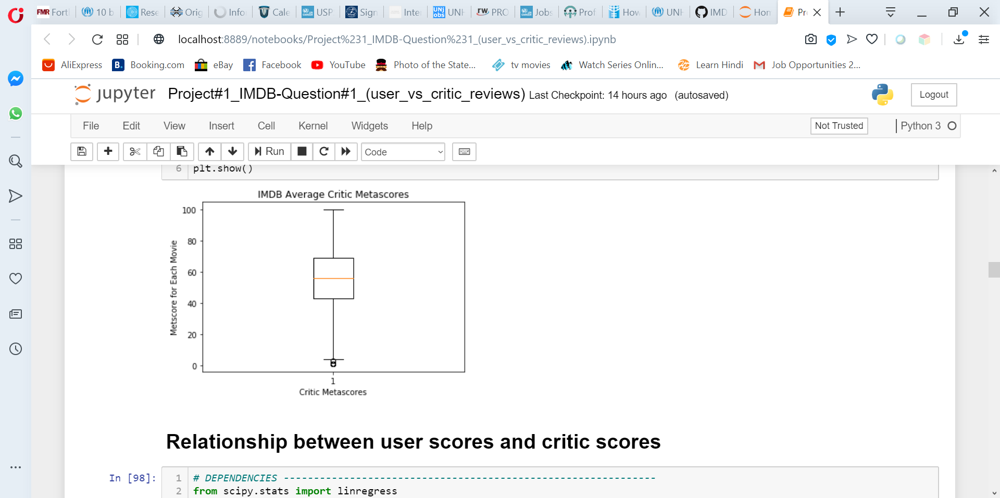 FMR Fort 10 b Rese Orig Info Cale USP Sign Inte UNH PRO Jobs Prof How UNH IMD Hon Pr
localhost:8889/notebooks/Project%231_IMDB-Question%231_(user_vs_critic_reviews).ipynb
AliExpress B. Booking.com eBay Facebook YouTube Photo of the State... tv movies Watch Series Onlin... Learn Hindi Job Opportunities 2...
jupyter Project#1_IMDB-Question#1_(user_vs_critic_reviews) Last Checkpoint: 14 hours ago (autosaved) Logout
File Edit View Insert Cell Kernel Widgets Help Not Trusted Python 3
Run Code
6 plt.show()
IMDB Average Critic Metascores
100
80
60
40
20
0
Metscore for Each Movie
1
Critic Metascores
Relationship between user scores and critic scores
In [98]: 1 # DEPENDENCIES ---------------------------------------------------------------
2 from scipy.stats import linregress